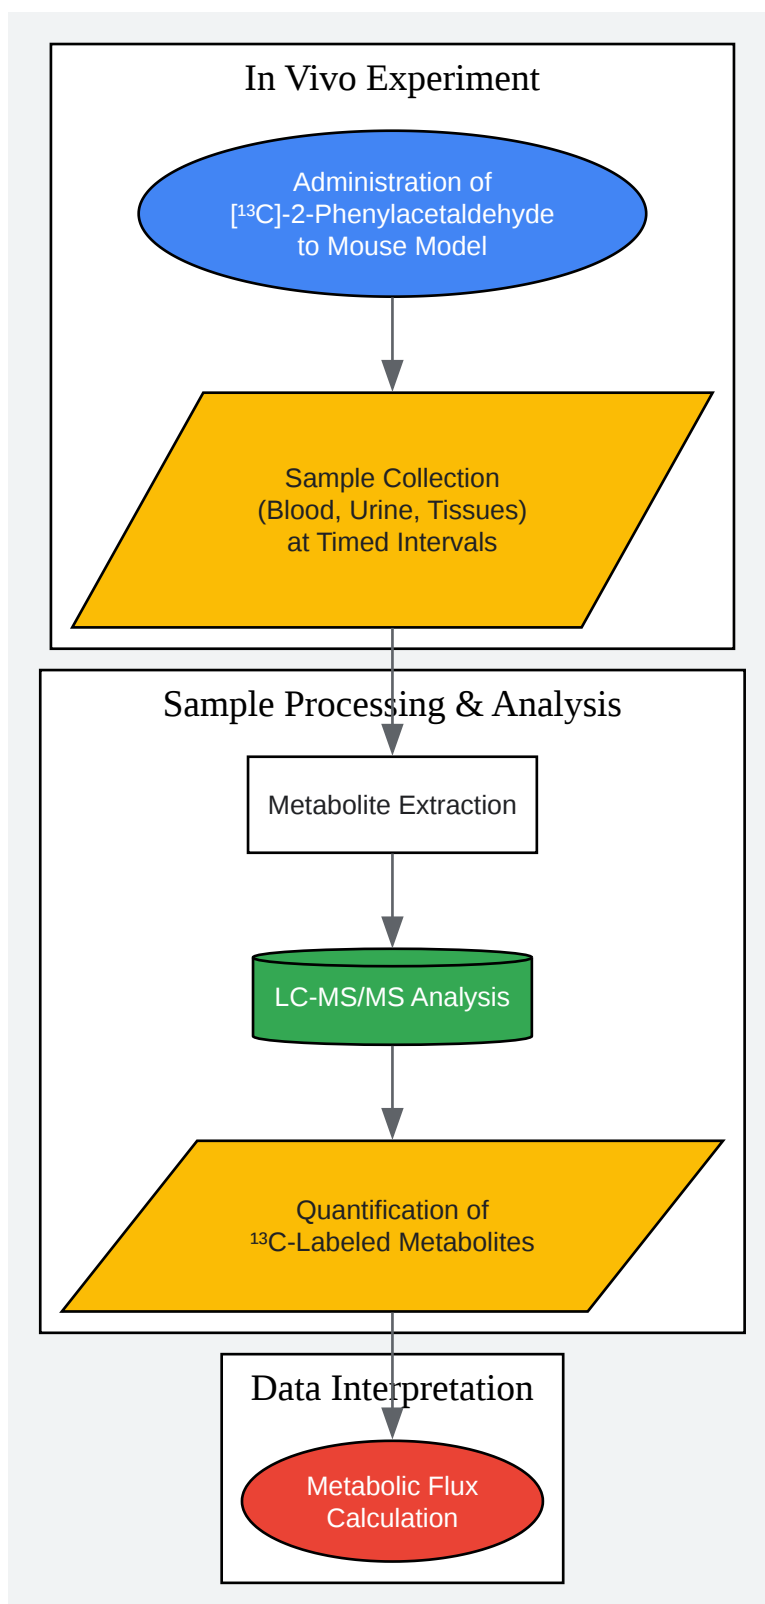 In Vivo Experiment
Administration of
[¹³C]-2-Phenylacetaldehyde
to Mouse Model
Sample Collection
(Blood, Urine, Tissues)
at Timed Intervals
Sample Processing & Analysis
Metabolite Extraction
LC-MS/MS Analysis
Quantification of
¹³C-Labeled Metabolites
Data Interpretation
Metabolic Flux
Calculation